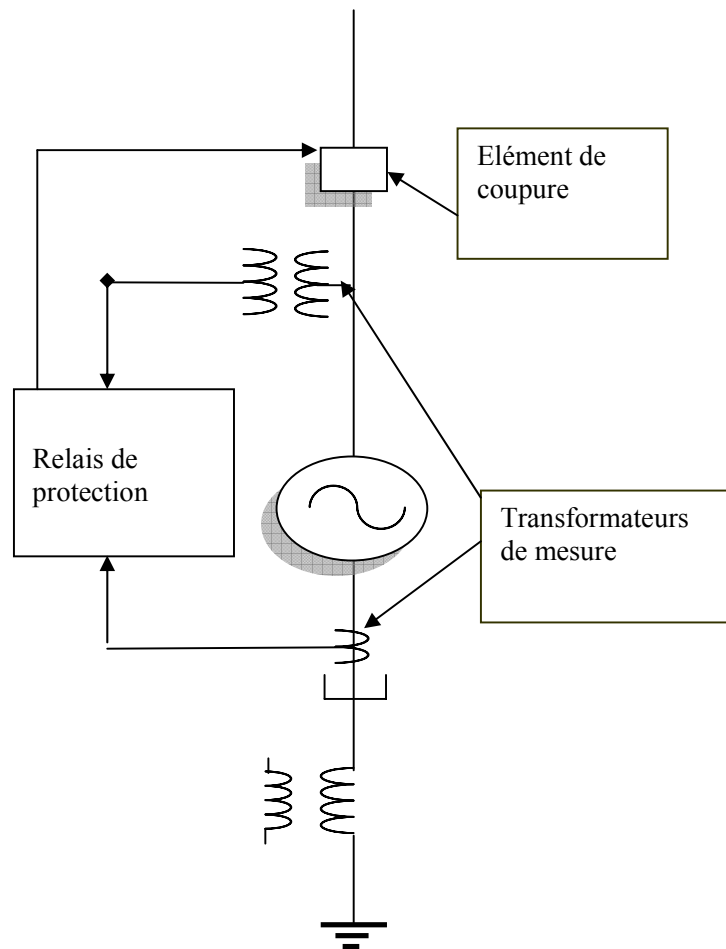 Elément de
coupure
Relais de
protection
Transformateurs
de mesure